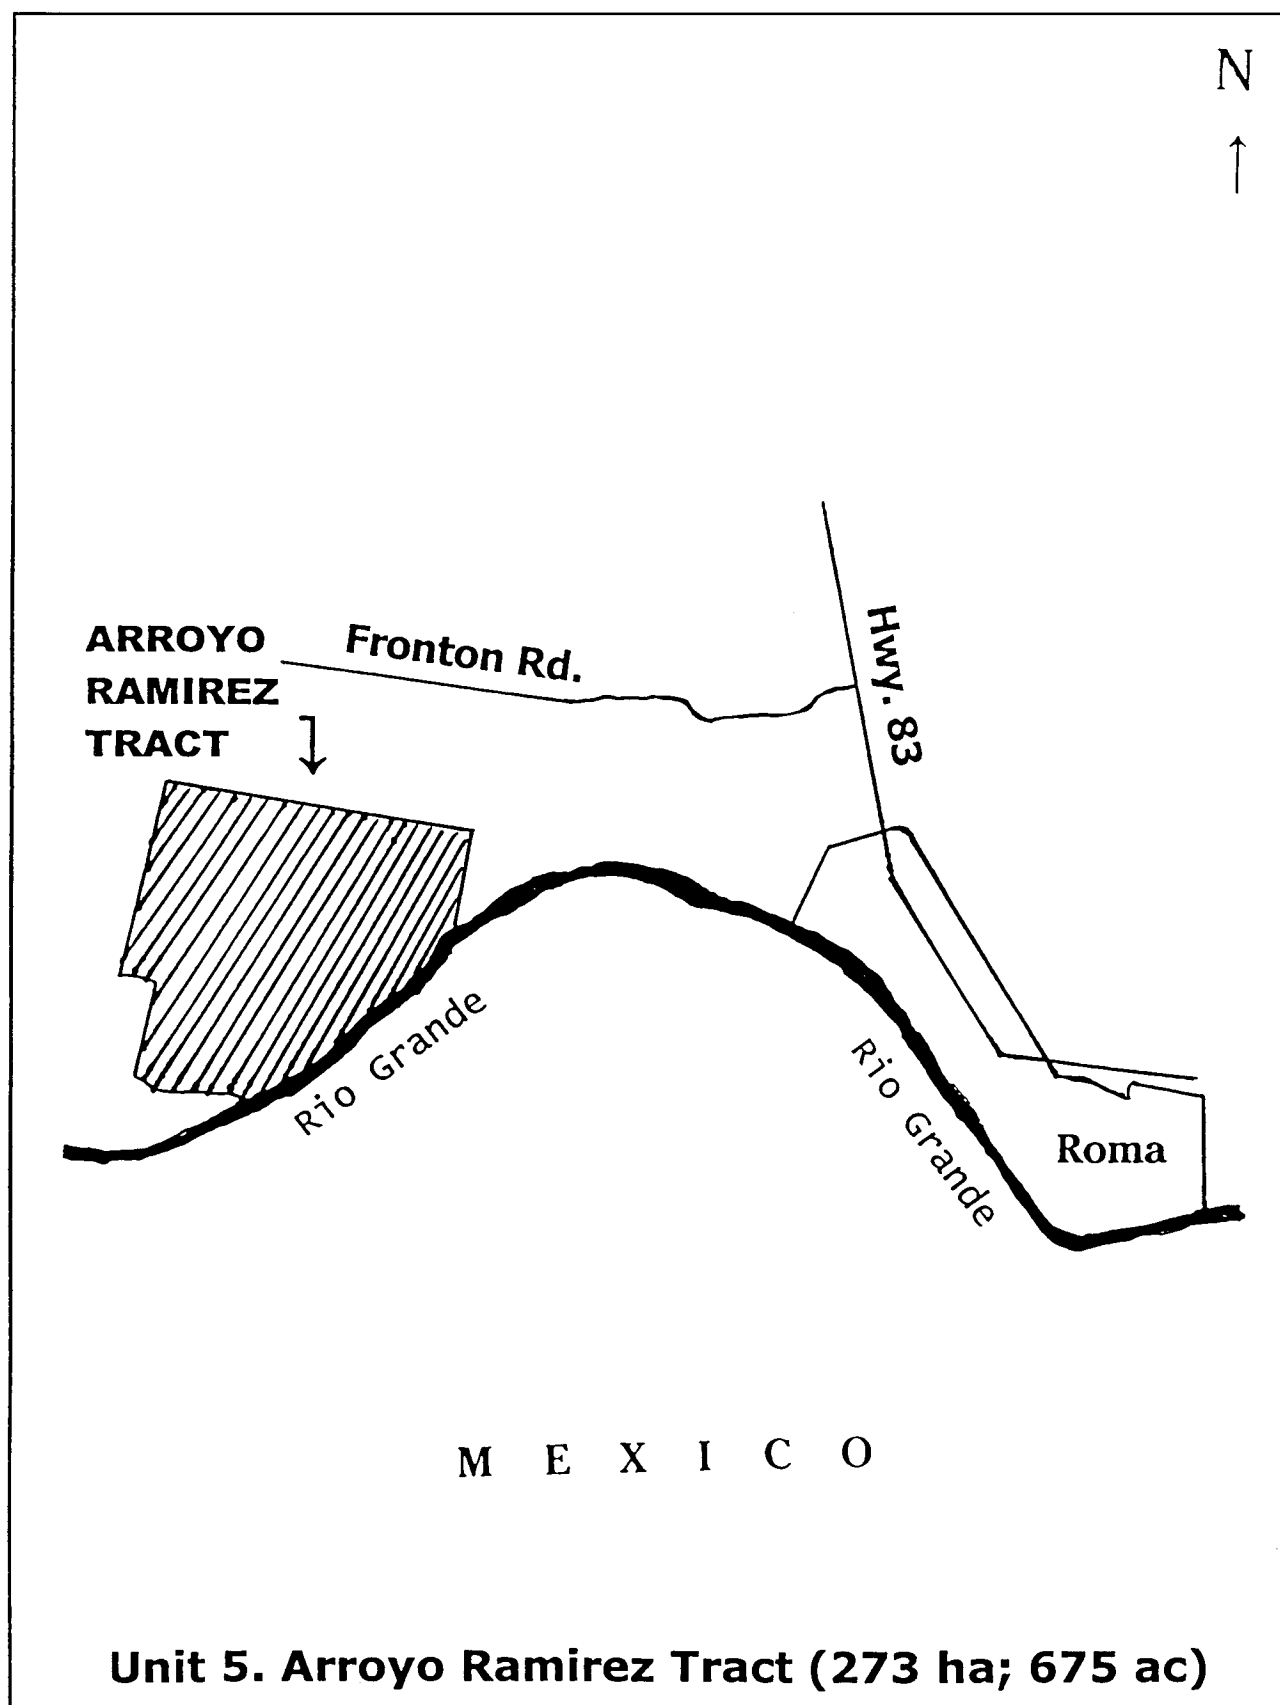 N
ARROYO
RAMIREZ
TRACT
Fronton Rd.
Hwy. 83
Rio Grande
Rio Grande
Roma
MEXICO
Unit 5. Arroyo Ramirez Tract (273 ha; 675 ac)